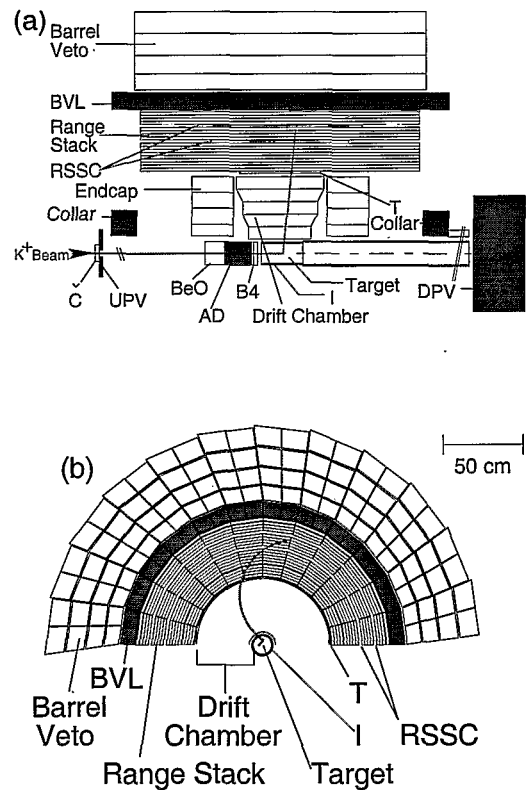 (a)
Barrel
Veto
BVL
Range
Stack
RSSC
Endcap
Collar
T
Collar
K+Beam
C
UPV
BeO
AD
B4
I
Target
Drift Chamber
DPV
50 cm
(b)
BVL
Barrel
Veto
Drift
Chamber
Range Stack
Target
T
I
RSSC